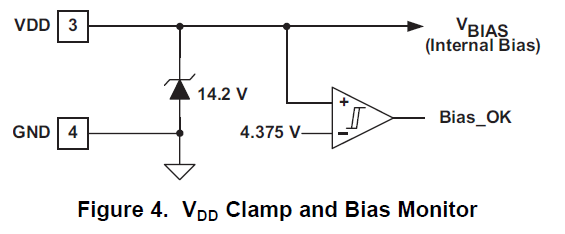 VDD 3
VBIAS
(Internal Bias)
14.2 V
+
Bias_OK
GND 4
4.375 V
−
Figure 4. VDD Clamp and Bias Monitor